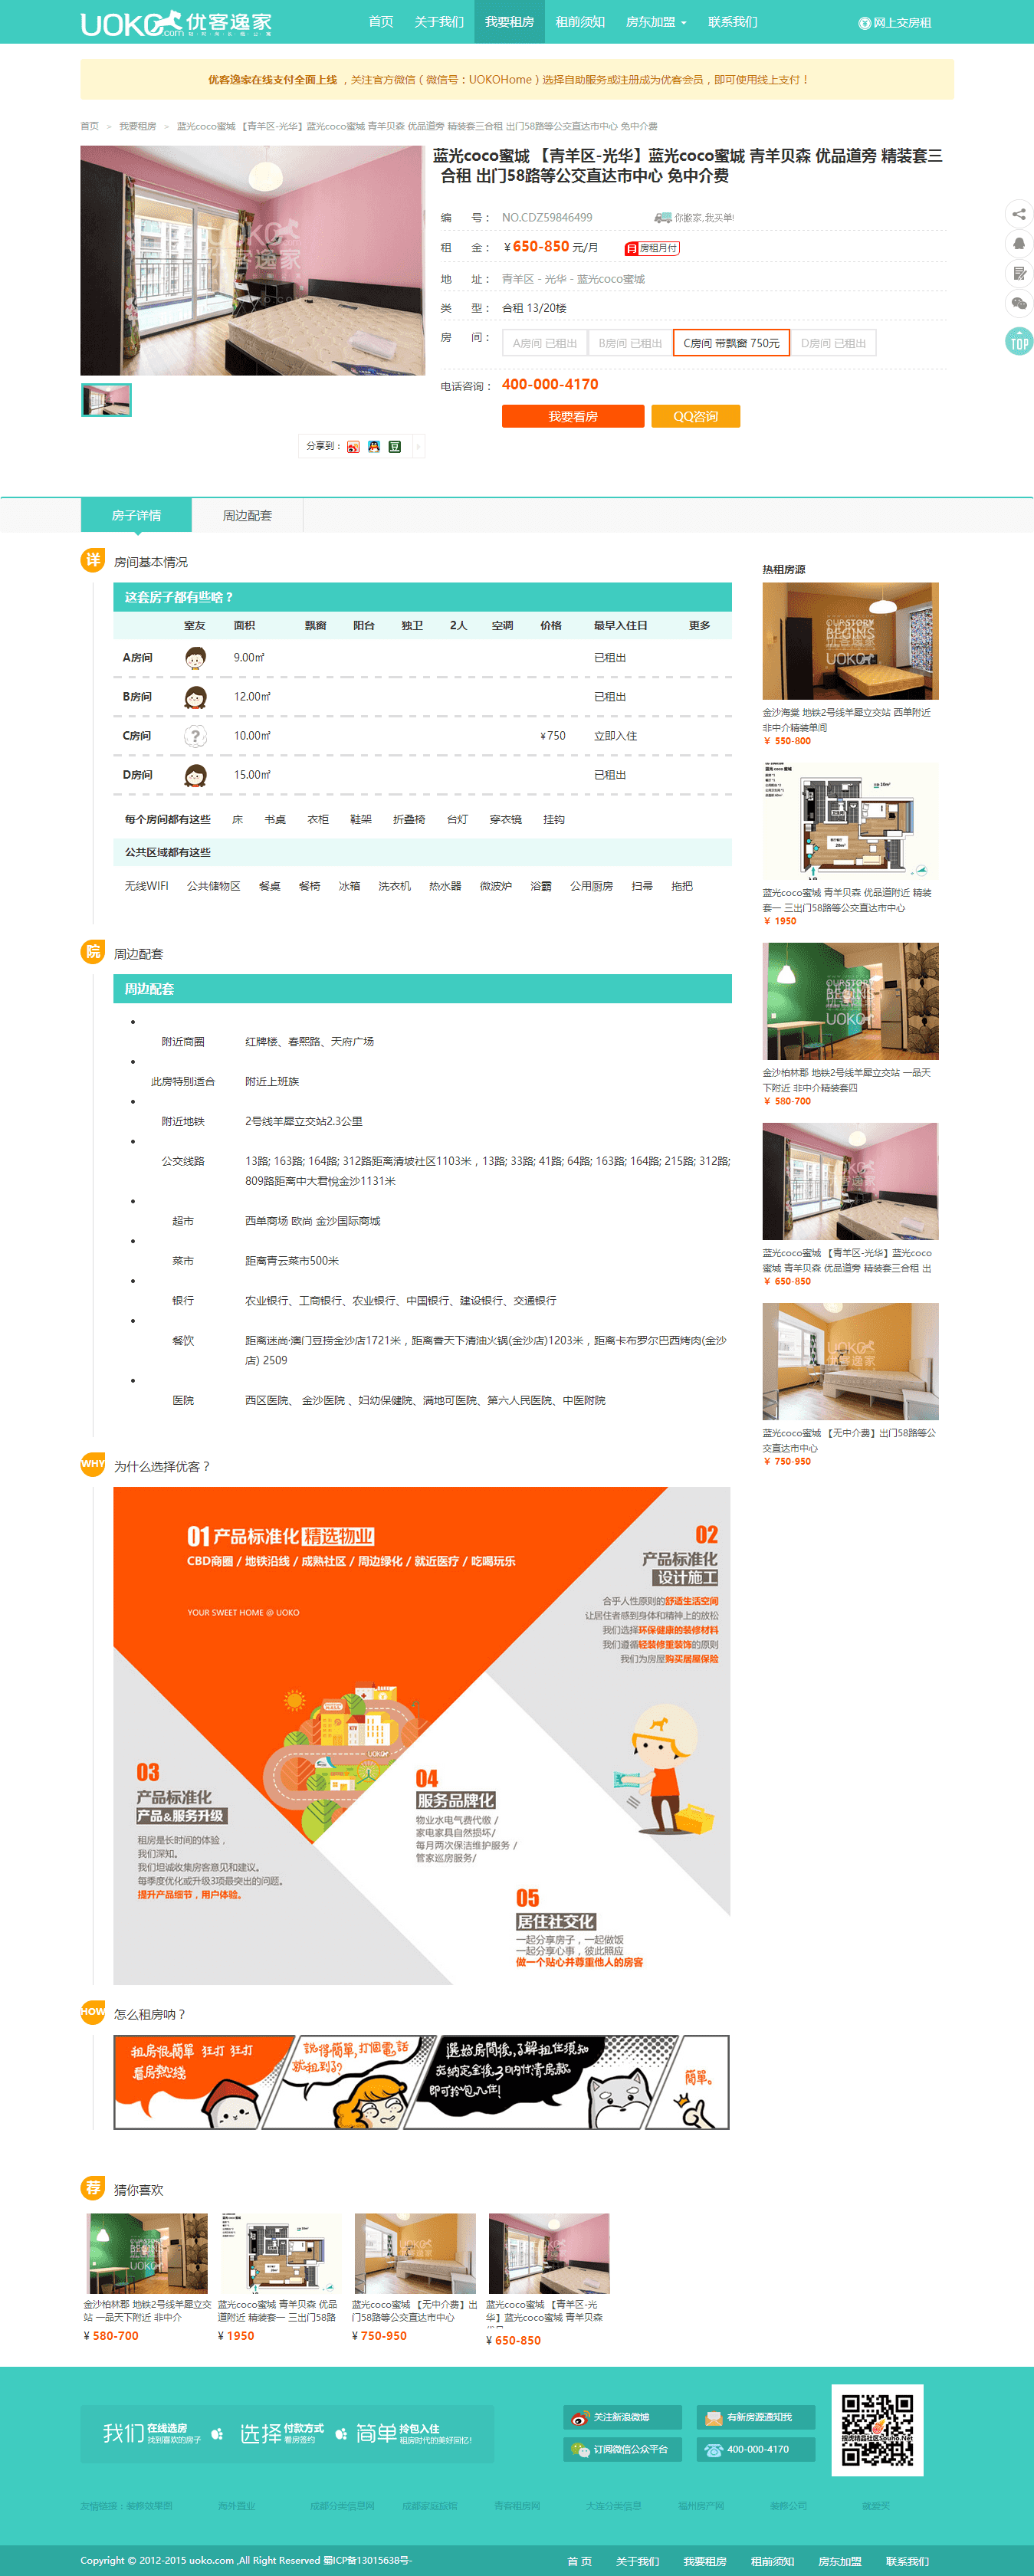 UOKO.com 优客逸家
首页 关于我们 我要租房 租前须知 房东加盟 联系我们 网上交房租
优客逸家在线支付全面上线 ，关注官方微信（微信号：UOKOHome）选择自助服务或注册成为优客会员，即可使用线上支付！
首页 > 我要租房 > 蓝光coco蜜城 【青羊区-光华】蓝光coco蜜城 青羊贝森 优品道旁 精装套三合租 出门58路等公交直达市中心 免中介费
蓝光coco蜜城 【青羊区-光华】蓝光coco蜜城 青羊贝森 优品道旁 精装套三
合租 出门58路等公交直达市中心 免中介费
编 号： NO.CDZ59846499 你搬家,我买单!
租 金： ￥650-850 元/月 月 房租月付
地 址： 青羊区 - 光华 - 蓝光coco蜜城
类 型： 合租 13/20楼
房 间： A房间 已租出 B房间 已租出 C房间 带飘窗 750元 D房间 已租出
电话咨询： 400-000-4170
我要看房 QQ咨询
分享到：
TOP
房子详情 周边配套
详 房间基本情况
这套房子都有些啥？
室友 面积 飘窗 阳台 独卫 2人 空调 价格 最早入住日 更多
A房间 9.00㎡ 已租出
B房间 12.00㎡ 已租出
C房间 ? 10.00㎡ ￥750 立即入住
D房间 15.00㎡ 已租出
每个房间都有这些 床 书桌 衣柜 鞋架 折叠椅 台灯 穿衣镜 挂钩
公共区域都有这些
无线WIFI 公共储物区 餐桌 餐椅 冰箱 洗衣机 热水器 微波炉 浴霸 公用厨房 扫帚 拖把
院 周边配套
周边配套
附近商圈 红牌楼、春熙路、天府广场
此房特别适合 附近上班族
附近地铁 2号线羊犀立交站2.3公里
公交线路 13路; 163路; 164路; 312路距离清坡社区1103米，13路; 33路; 41路; 64路; 163路; 164路; 215路; 312路;
809路距离中大君悦金沙1131米
超市 西单商场 欧尚 金沙国际商城
菜市 距离青云菜市500米
银行 农业银行、工商银行、农业银行、中国银行、建设银行、交通银行
餐饮 距离迷尚·澳门豆捞金沙店1721米，距离香天下清油火锅(金沙店)1203米，距离卡布罗尔巴西烤肉(金沙
店) 2509
医院 西区医院、 金沙医院 、妇幼保健院、满地可医院、第六人民医院、中医附院
热租房源
金沙海棠 地铁2号线羊犀立交站 西单附近
非中介精装单间
￥ 550-800
蓝光coco蜜城 青羊贝森 优品道附近 精装
套一 三出门58路等公交直达市中心
￥ 1950
金沙柏林郡 地铁2号线羊犀立交站 一品天
下附近 非中介精装套四
￥ 580-700
蓝光coco蜜城 【青羊区-光华】蓝光coco
蜜城 青羊贝森 优品道旁 精装套三合租 出
￥ 650-850
蓝光coco蜜城 【无中介费】出门58路等公
交直达市中心
￥ 750-950
WHY 为什么选择优客？
01 产品标准化 精选物业
CBD商圈 / 地铁沿线 / 成熟社区 / 周边绿化 / 就近医疗 / 吃喝玩乐
YOUR SWEET HOME @ UOKO
02
产品标准化
设计施工
合乎人性原则的舒适生活空间
让居住者感到身体和精神上的放松
我们选择环保健康的装修材料
我们遵循轻装修重装饰的原则
我们为房屋购买居屋保险
03
产品标准化
产品&服务升级
租房是长时间的体验，
我们深知。
我们坦诚收集房客意见和建议。
每季度优化或升级3项最突出的问题。
提升产品细节，用户体验。
04
服务品牌化
物业水电气费代缴 /
家电家具自然损坏/
每月两次保洁维护服务 /
管家巡房服务/
05
居住社交化
一起分享房子，一起做饭
一起分享心事，彼此照应
做一个贴心并尊重他人的房客
HOW 怎么租房呐？
租房很簡單 狂打 狂打
看房熱线
説得簡單,打個電話
就租到了?
選好房間後,了解租住須知
即可拎包入住!
簡單。
荐 猜你喜欢
金沙柏林郡 地铁2号线羊犀立交
站 一品天下附近 非中介
￥580-700
蓝光coco蜜城 青羊贝森 优品
道附近 精装套一 三出门58路
￥1950
蓝光coco蜜城 【无中介费】出
门58路等公交直达市中心
￥750-950
蓝光coco蜜城 【青羊区-光
华】蓝光coco蜜城 青羊贝森
￥650-850
我们 在线选房 找到喜欢的房子 选择 付款方式 看房签约 简单 拎包入住 租房时代的美好回忆！
关注新浪微博 有新房源通知我
订阅微信公众平台 400-000-4170
友情链接：装修效果图 海外置业 成都分类信息网 成都家庭旅馆 青客租房网 大连分类信息 福州房产网 装修公司 就爱买
Copyright © 2012-2015 uoko.com ,All Right Reserved 蜀ICP备13015638号-
首 页 关于我们 我要租房 租前须知 房东加盟 联系我们